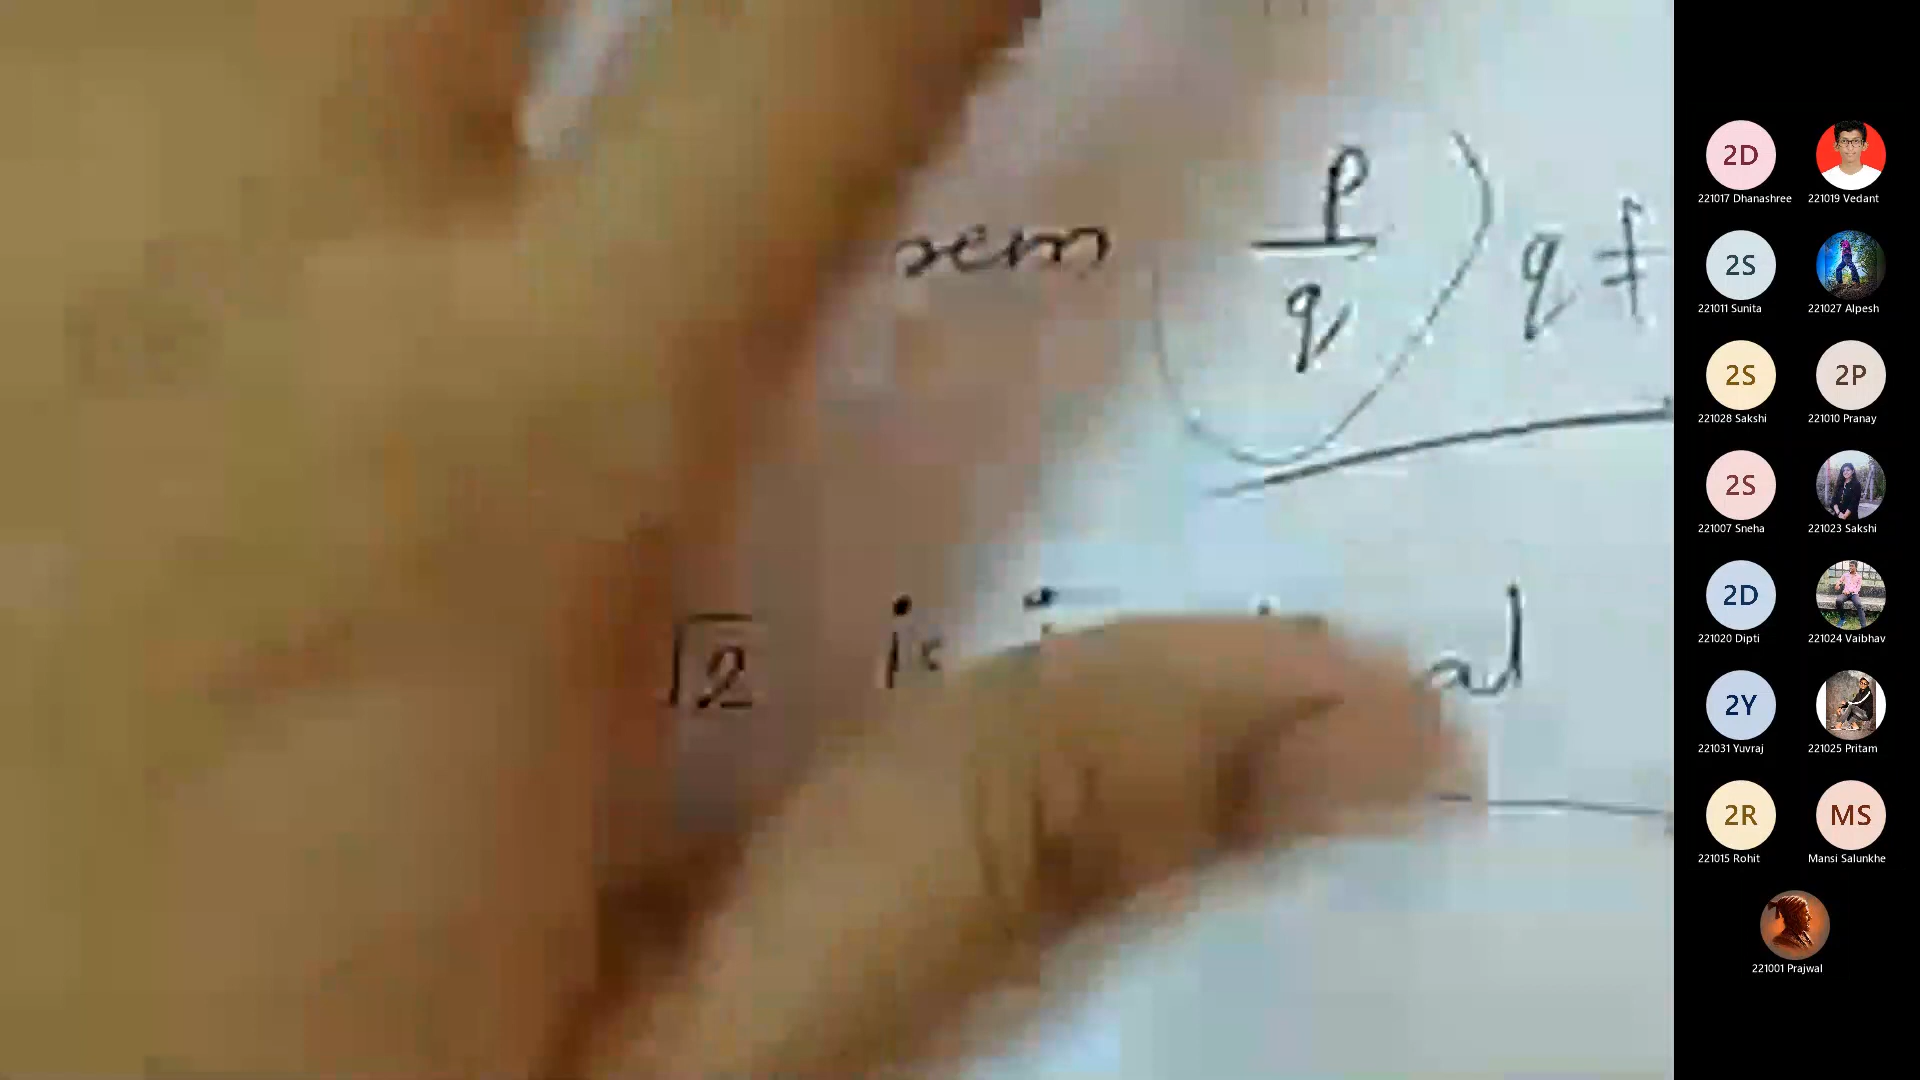 p
q
q ≠
√2 is
2D
221017 Dhanashree
221019 Vedant
2S
221011 Sunita
221027 Alpesh
2S
221028 Sakshi
2P
221010 Pranay
2S
221007 Sneha
221023 Sakshi
2D
221020 Dipti
221024 Vaibhav
2Y
221031 Yuvraj
221025 Pritam
2R
221015 Rohit
MS
Mansi Salunkhe
221001 Prajwal